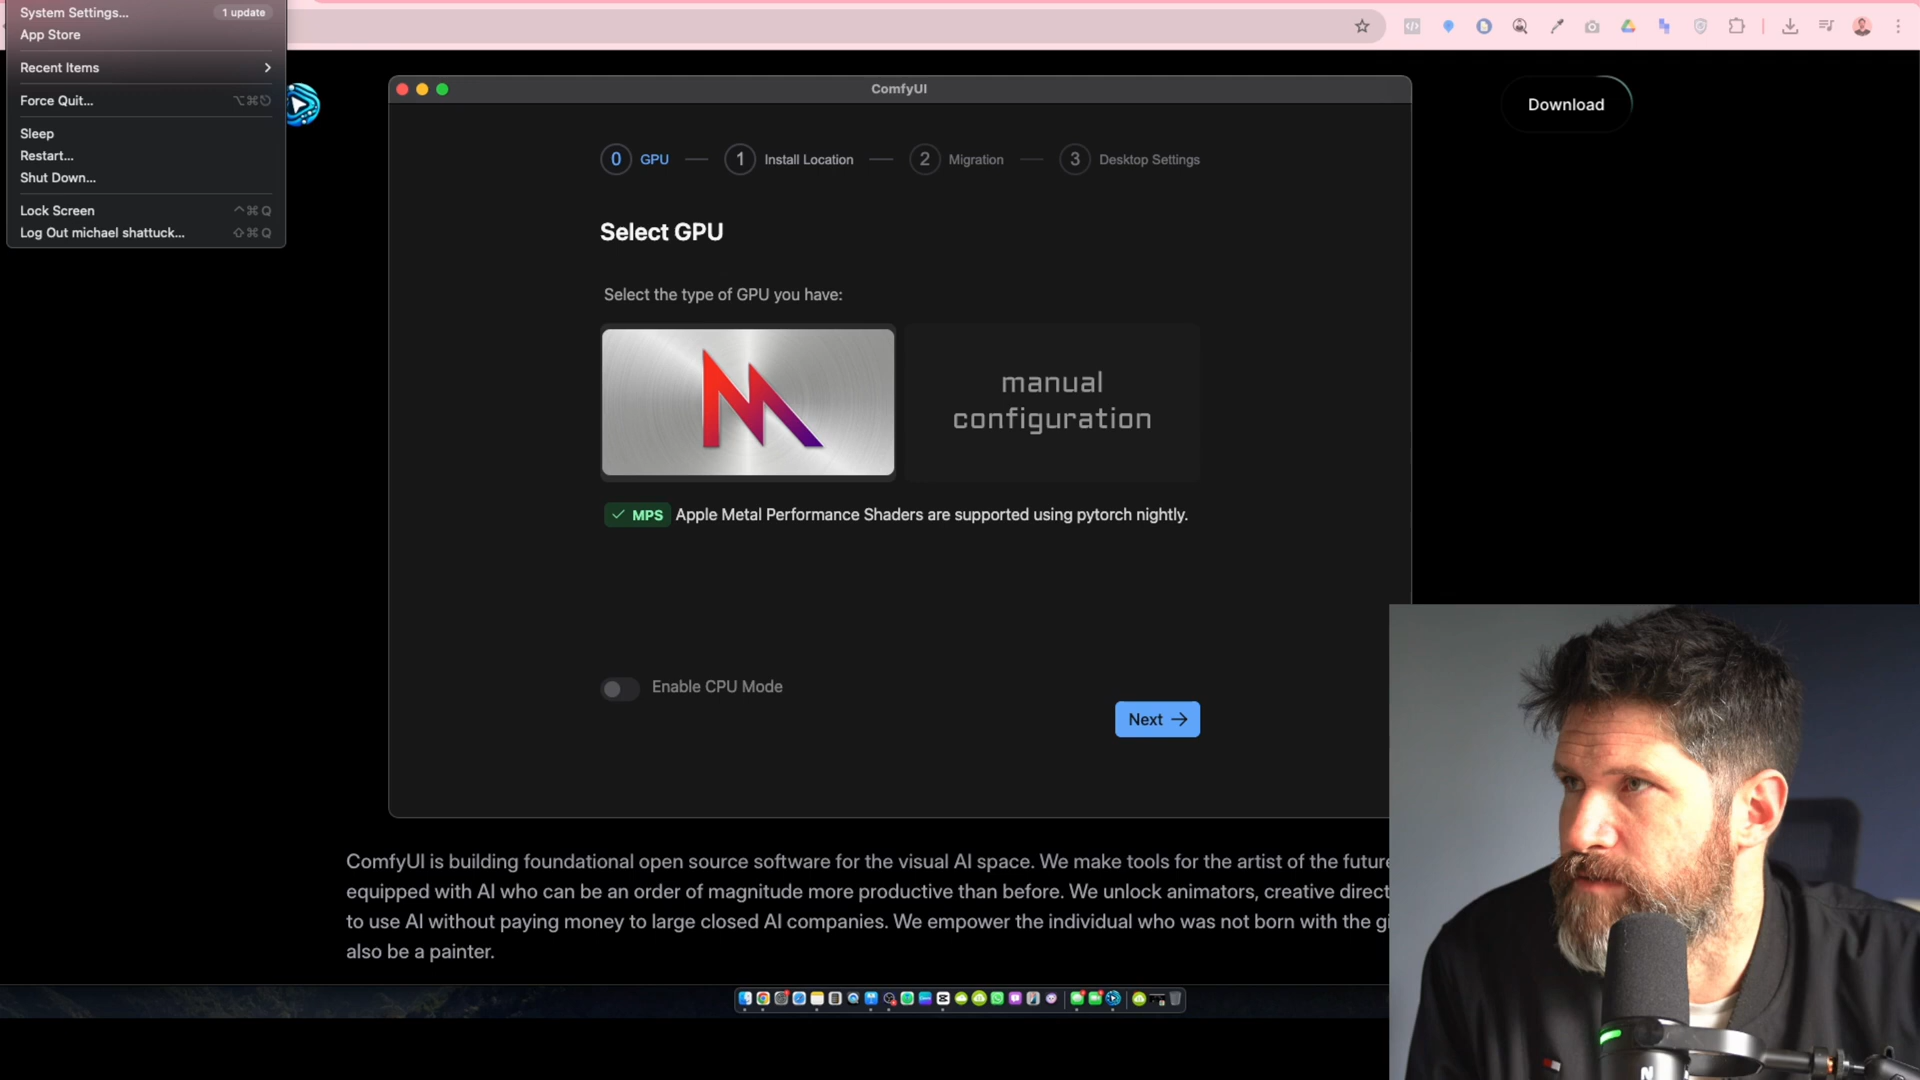 System Settings...
1 update
App Store
Recent Items
Force Quit...
Sleep
Restart...
Shut Down...
Lock Screen
^⌘Q
Log Out michael shattuck...
⇧⌘Q
Download
ComfyUI
0 GPU
1 Install Location
2 Migration
3 Desktop Settings
Select GPU
Select the type of GPU you have:
manual
configuration
MPS Apple Metal Performance Shaders are supported using pytorch nightly.
Enable CPU Mode
Next →
ComfyUI is building foundational open source software for the visual AI space. We make tools for the artist of the future
equipped with AI who can be an order of magnitude more productive than before. We unlock animators, creative direct
to use AI without paying money to large closed AI companies. We empower the individual who was not born with the gi
also be a painter.